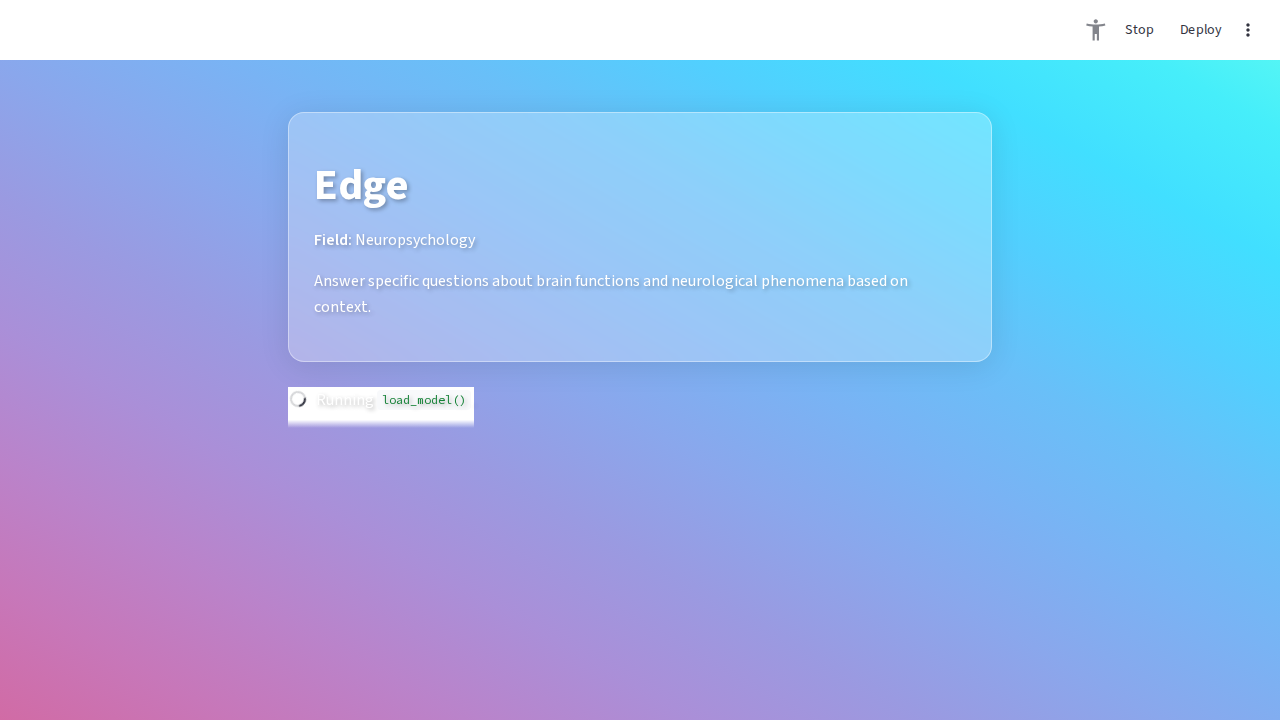 Stop Deploy
Edge
Field: Neuropsychology
Answer specific questions about brain functions and neurological phenomena based on
context.
Running load_model()